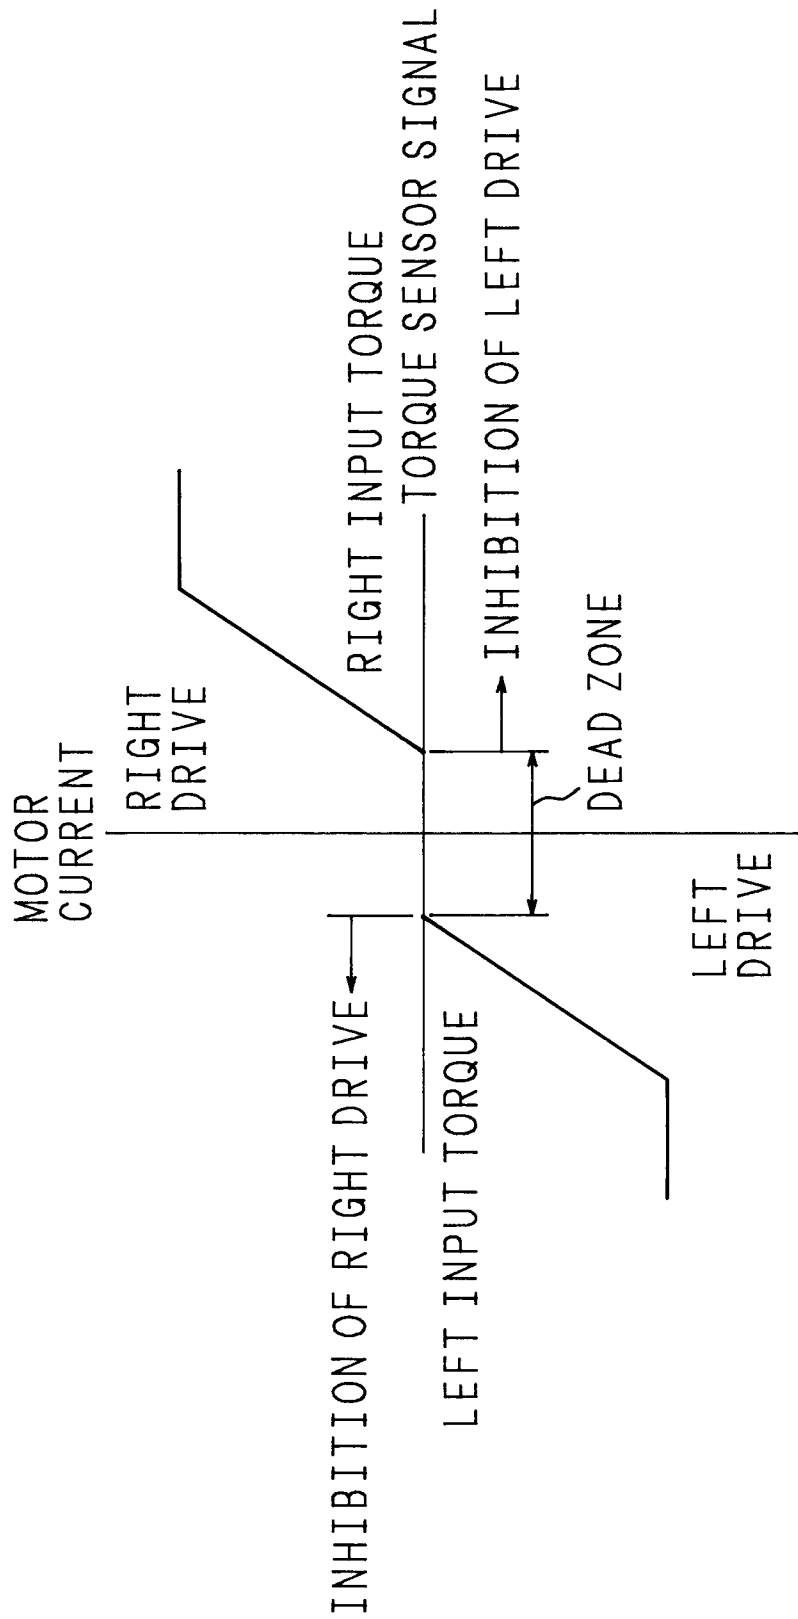 MOTOR
CURRENT
RIGHT
DRIVE
INHIBITION OF RIGHT DRIVE
RIGHT INPUT TORQUE
TORQUE SENSOR SIGNAL
LEFT INPUT TORQUE
INHIBITION OF LEFT DRIVE
DEAD ZONE
LEFT
DRIVE